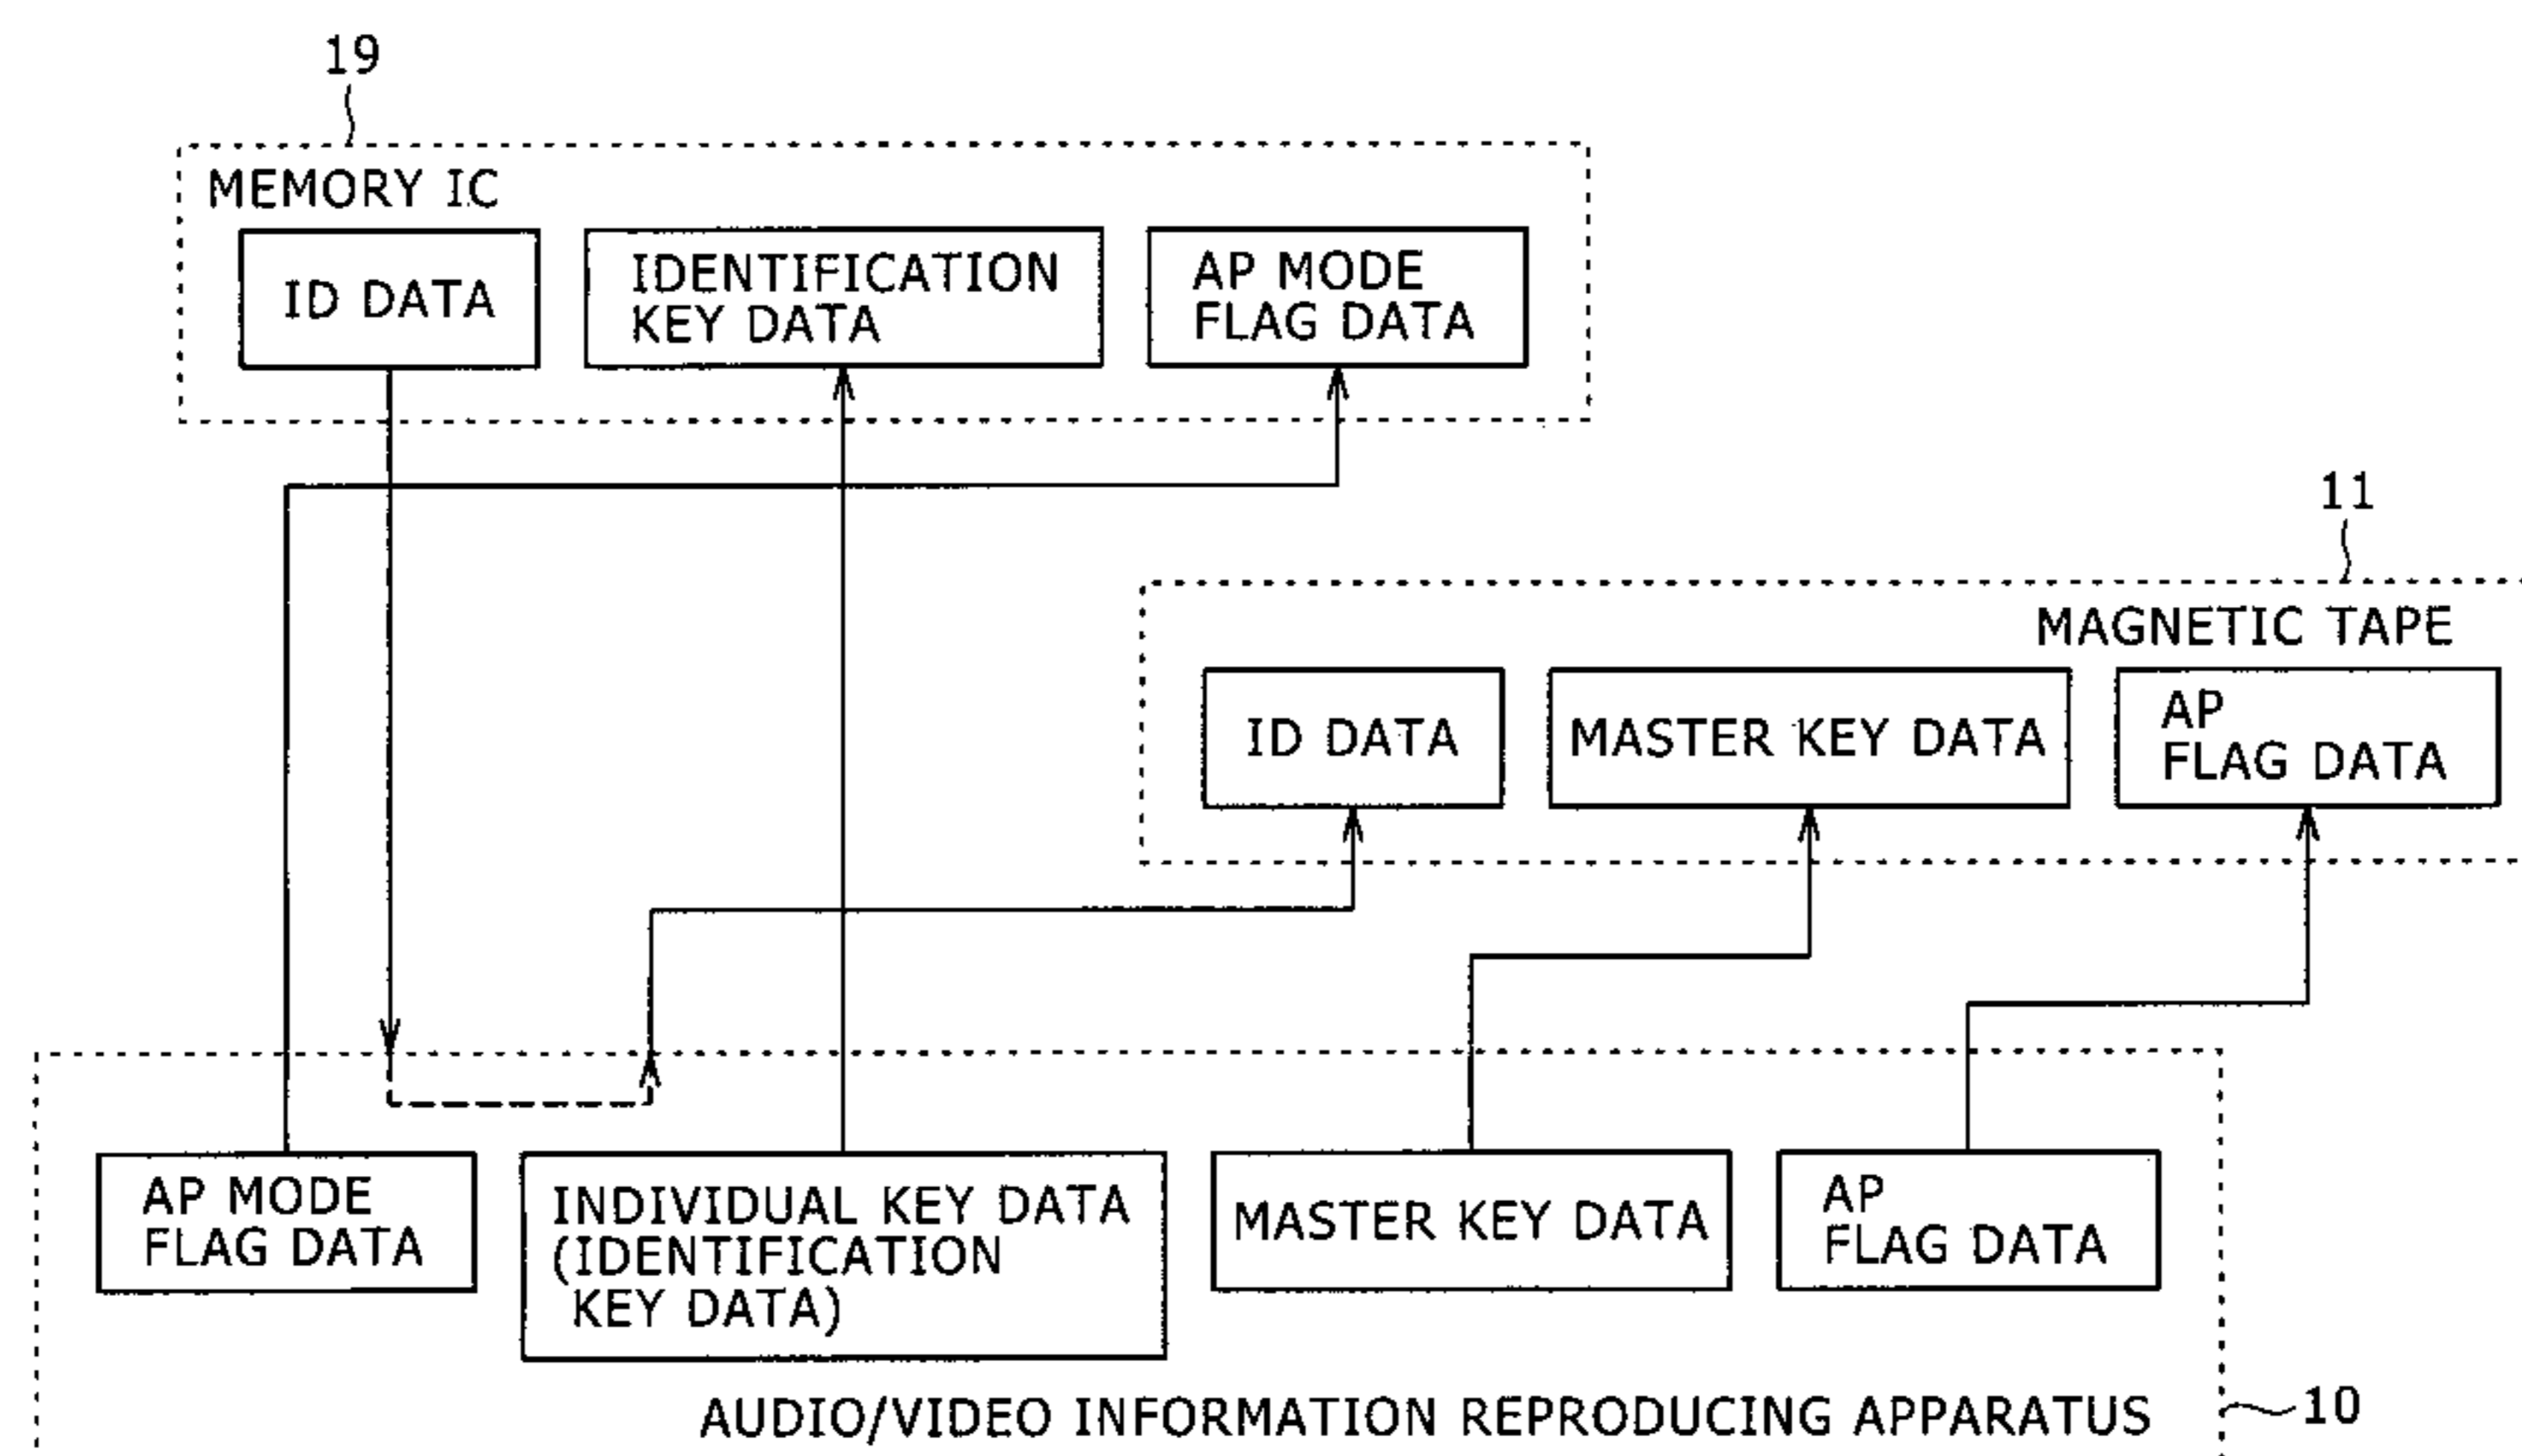 19
MEMORY IC
ID DATA
IDENTIFICATION
KEY DATA
AP MODE
FLAG DATA
11
MAGNETIC TAPE
ID DATA
MASTER KEY DATA
AP
FLAG DATA
AP MODE
FLAG DATA
INDIVIDUAL KEY DATA
(IDENTIFICATION
KEY DATA)
MASTER KEY DATA
AP
FLAG DATA
AUDIO/VIDEO INFORMATION REPRODUCING APPARATUS
10